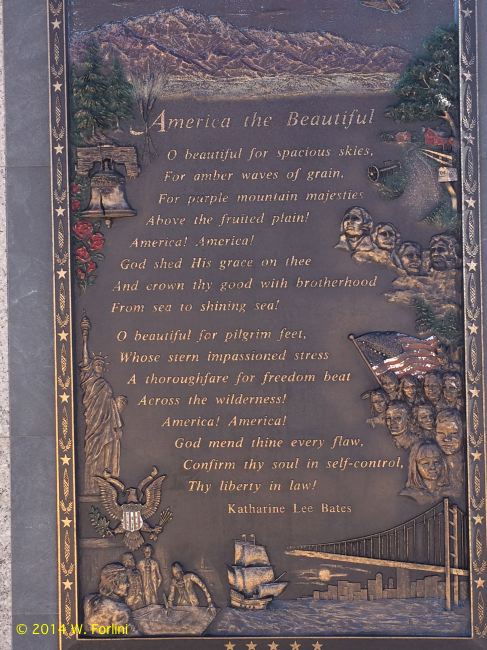 America the Beautiful
O beautiful for spacious skies,
For amber waves of grain,
For purple mountain majesties
Above the fruited plain!
America! America!
God shed His grace on thee
And crown thy good with brotherhood
From sea to shining sea!
O beautiful for pilgrim feet,
Whose stern impassioned stress
A thoroughfare for freedom beat
Across the wilderness!
America! America!
God mend thine every flaw,
Confirm thy soul in self-control,
Thy liberty in law!
Katharine Lee Bates
© 2014 W. Forlini